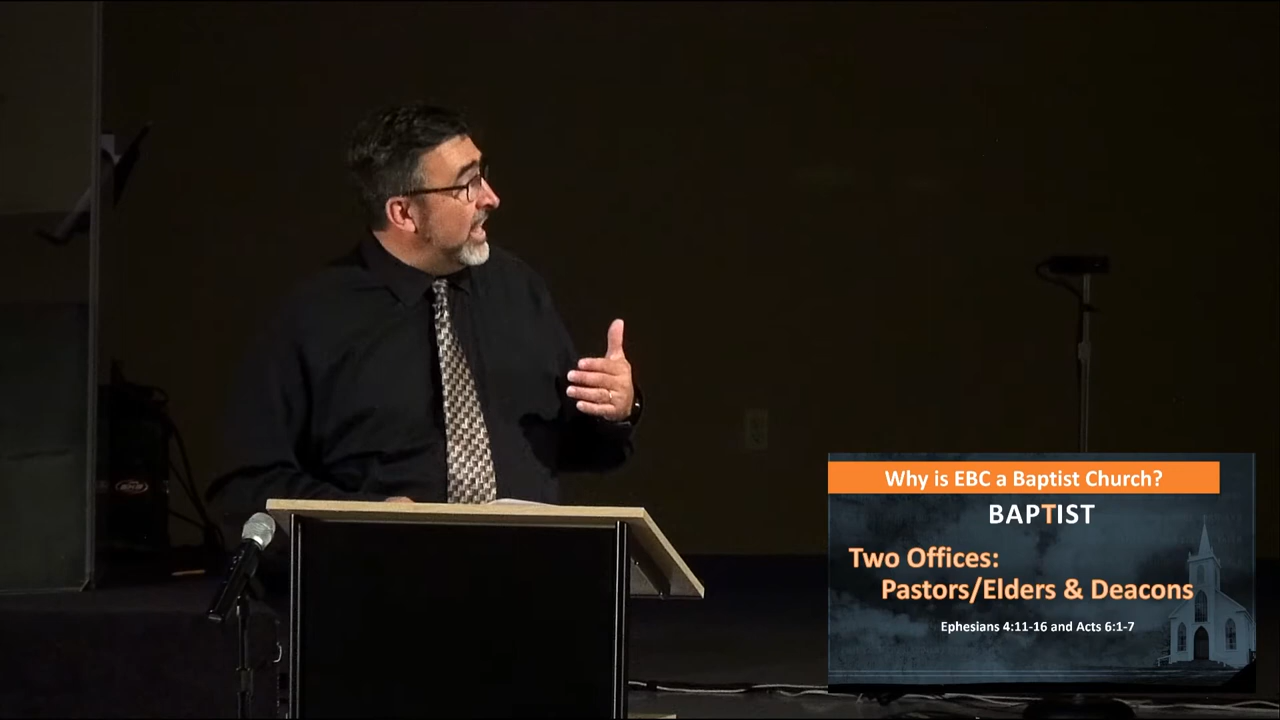 Why is EBC a Baptist Church?
BAPTIST
Two Offices:
Pastors/Elders & Deacons
Ephesians 4:11-16 and Acts 6:1-7